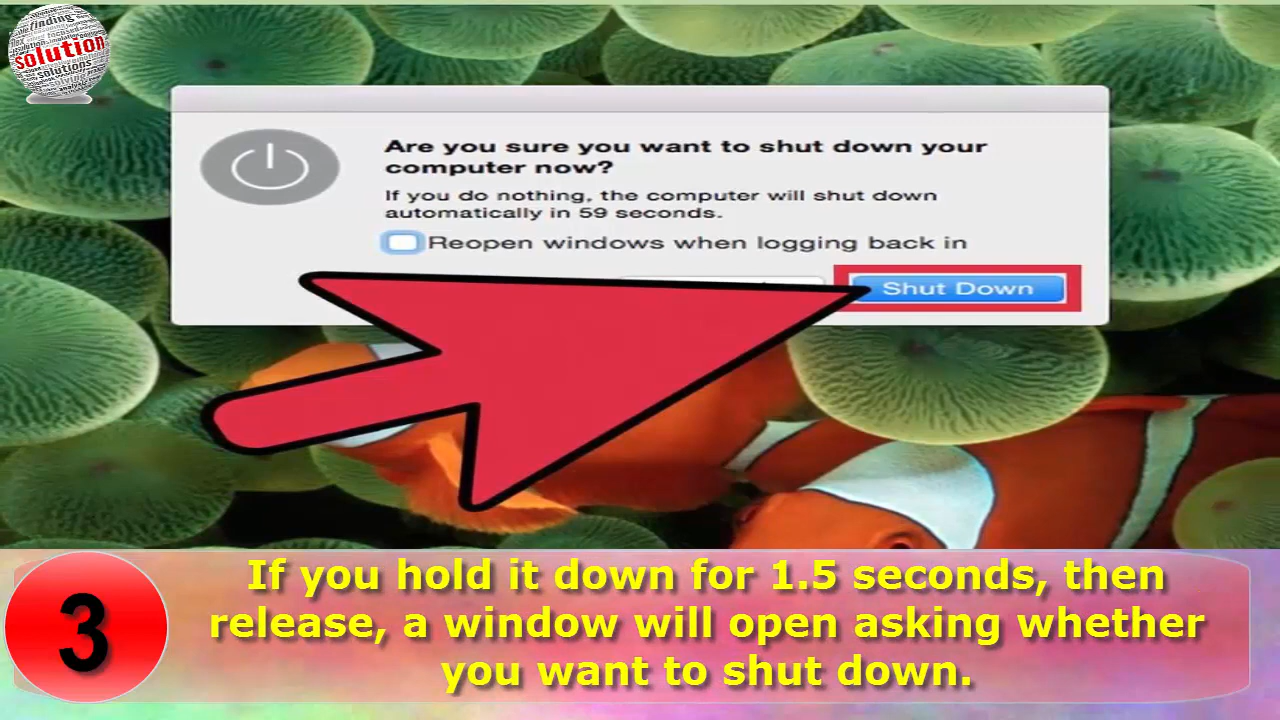 finding
solution
solutions
Are you sure you want to shut down your
computer now?
If you do nothing, the computer will shut down
automatically in 59 seconds.
Reopen windows when logging back in
Shut Down
3
If you hold it down for 1.5 seconds, then
release, a window will open asking whether
you want to shut down.